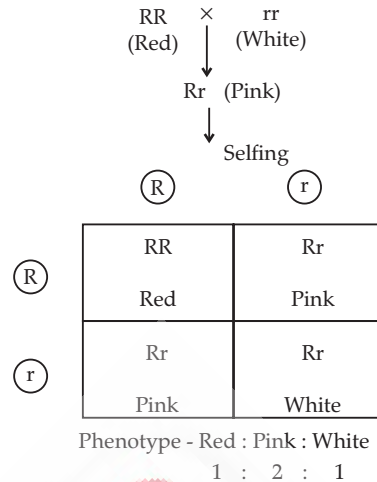 RR × rr
(Red) (White)
Rr (Pink)
Selfing
R r
RR Rr
R
Red Pink
Rr Rr
r
Pink White
Phenotype - Red : Pink : White
1 : 2 : 1